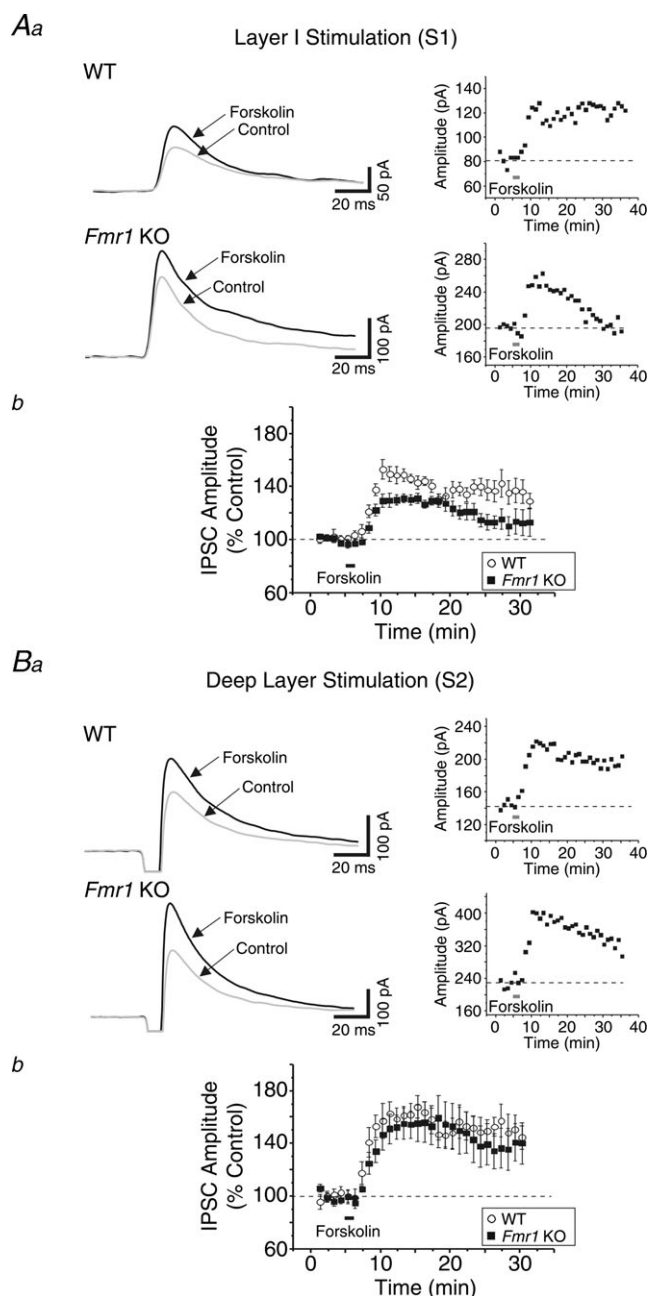 Aa
Layer I Stimulation (S1)
WT
Forskolin
Control
50 pA
20 ms
Amplitude (pA)
140
120
100
80
60
Forskolin
0 10 20 30 40
Time (min)
Fmr1 KO
Forskolin
Control
100 pA
20 ms
Amplitude (pA)
240
200
160
Forskolin
0 10 20 30 40
Time (min)
b
IPSC Amplitude
(% Control)
180
140
100
60
Forskolin
WT
Fmr1 KO
0 10 20 30
Time (min)
Ba
Deep Layer Stimulation (S2)
WT
Forskolin
Control
100 pA
20 ms
Amplitude (pA)
240
200
160
100
Forskolin
0 10 20 30 40
Time (min)
Fmr1 KO
Forskolin
Control
100 pA
20 ms
Amplitude (pA)
400
320
240
160
Forskolin
0 10 20 30 40
Time (min)
b
IPSC Amplitude
(% Control)
180
140
100
60
Forskolin
WT
Fmr1 KO
0 10 20 30
Time (min)